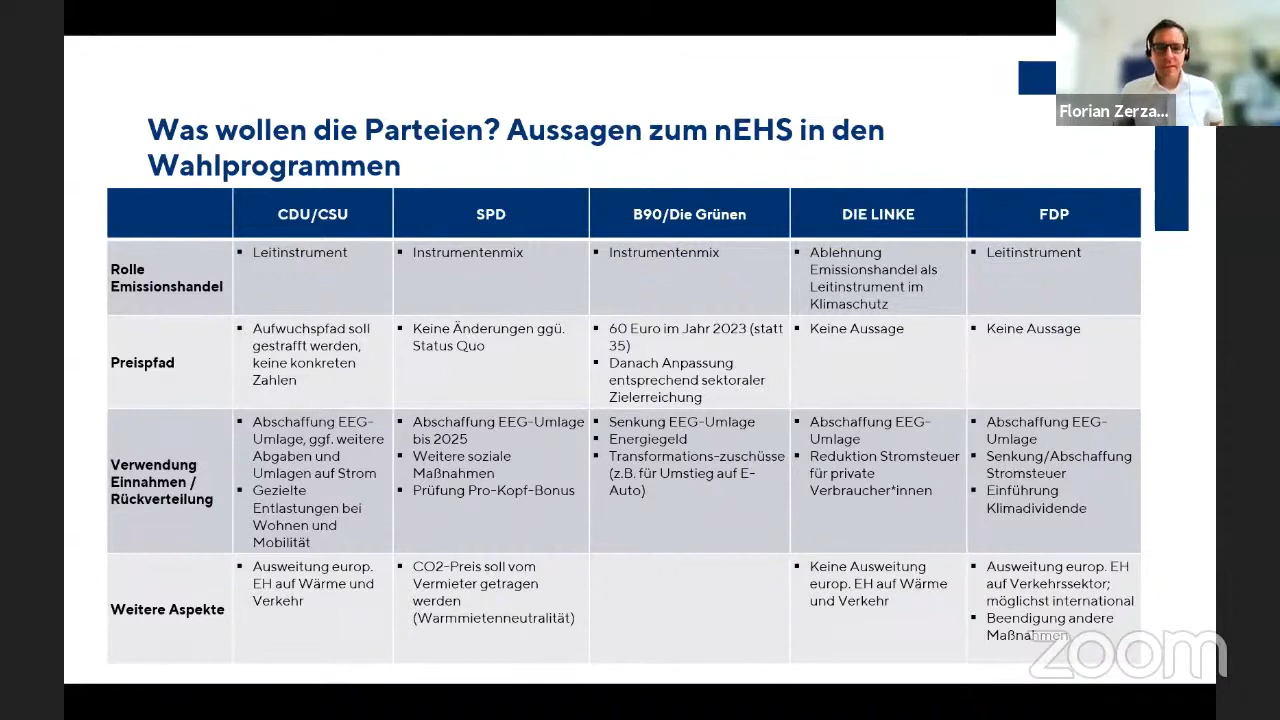 Florian Zerza...
Was wollen die Parteien? Aussagen zum nEHS in den
Wahlprogrammen
CDU/CSU
SPD
B90/Die Grünen
DIE LINKE
FDP
Rolle
Emissionshandel
▪ Leitinstrument
▪ Instrumentenmix
▪ Instrumentenmix
▪ Ablehnung
Emissionshandel als
Leitinstrument im
Klimaschutz
▪ Leitinstrument
Preispfad
▪ Aufwuchspfad soll
gestrafft werden,
keine konkreten
Zahlen
▪ Keine Änderungen ggü.
Status Quo
▪ 60 Euro im Jahr 2023 (statt
35)
▪ Danach Anpassung
entsprechend sektoraler
Zielerreichung
▪ Keine Aussage
▪ Keine Aussage
Verwendung
Einnahmen /
Rückverteilung
▪ Abschaffung EEG-
Umlage, ggf. weitere
Abgaben und
Umlagen auf Strom
▪ Gezielte
Entlastungen bei
Wohnen und
Mobilität
▪ Abschaffung EEG-Umlage
bis 2025
▪ Weitere soziale
Maßnahmen
▪ Prüfung Pro-Kopf-Bonus
▪ Senkung EEG-Umlage
▪ Energiegeld
▪ Transformations-zuschüsse
(z.B. für Umstieg auf E-
Auto)
▪ Abschaffung EEG-
Umlage
▪ Reduktion Stromsteuer
für private
Verbraucher*innen
▪ Abschaffung EEG-
Umlage
▪ Senkung/Abschaffung
Stromsteuer
▪ Einführung
Klimadividende
Weitere Aspekte
▪ Ausweitung europ.
EH auf Wärme und
Verkehr
▪ CO2-Preis soll vom
Vermieter getragen
werden
(Warmmietenneutralität)
▪ Keine Ausweitung
europ. EH auf Wärme
und Verkehr
▪ Ausweitung europ. EH
auf Verkehrssektor;
möglichst international
▪ Beendigung andere
Maßnahmen
zoom